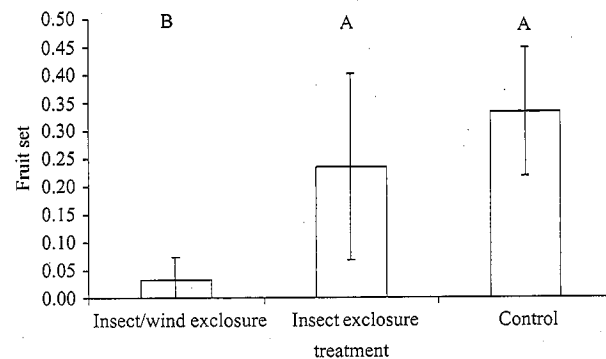 0.50
0.45
0.40
0.35
0.30
0.25
0.20
0.15
0.10
0.05
0.00
Fruit set
B A A
Insect/wind exclosure Insect exclosure Control
treatment